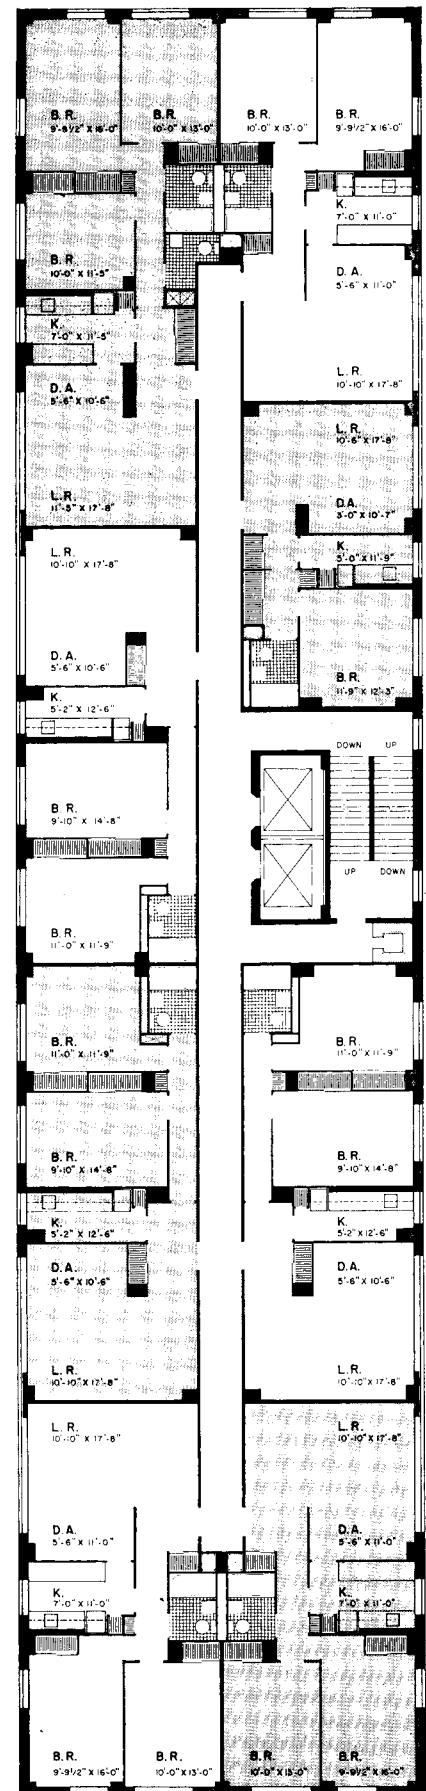 B.R.
9'-9 1/2" X 16'-0"
B.R.
10'-0" X 13'-0"
B.R.
10'-0" X 13'-0"
B.R.
9'-9 1/2" X 16'-0"
B.R.
10'-0" X 11'-5"
K.
7'-0" X 11'-5"
D.A.
5'-6" X 10'-6"
L.R.
11'-5" X 17'-8"
K.
7'-0" X 11'-0"
D.A.
5'-6" X 11'-0"
L.R.
10'-10" X 17'-8"
L.R.
10'-6" X 17'-8"
D.A.
K.
5'-0" X 11'-9"
B.R.
11'-9" X 12'-3"
L.R.
10'-10" X 17'-8"
D.A.
5'-6" X 10'-6"
K.
5'-2" X 12'-6"
B.R.
9'-10" X 14'-8"
B.R.
11'-0" X 11'-9"
DOWN UP
UP DOWN
B.R.
11'-0" X 11'-9"
B.R.
9'-10" X 14'-8"
K.
5'-2" X 12'-6"
D.A.
5'-6" X 10'-6"
L.R.
10'-10" X 17'-8"
B.R.
11'-0" X 11'-9"
B.R.
9'-10" X 14'-8"
K.
5'-2" X 12'-6"
D.A.
5'-6" X 10'-6"
L.R.
10'-10" X 17'-8"
L.R.
10'-10" X 17'-8"
D.A.
5'-6" X 11'-0"
K.
7'-0" X 11'-0"
B.R.
9'-9 1/2" X 16'-0"
B.R.
10'-0" X 13'-0"
L.R.
10'-10" X 17'-8"
D.A.
5'-6" X 11'-0"
K.
7'-0" X 11'-0"
B.R.
10'-0" X 13'-0"
B.R.
9'-9 1/2" X 16'-0"